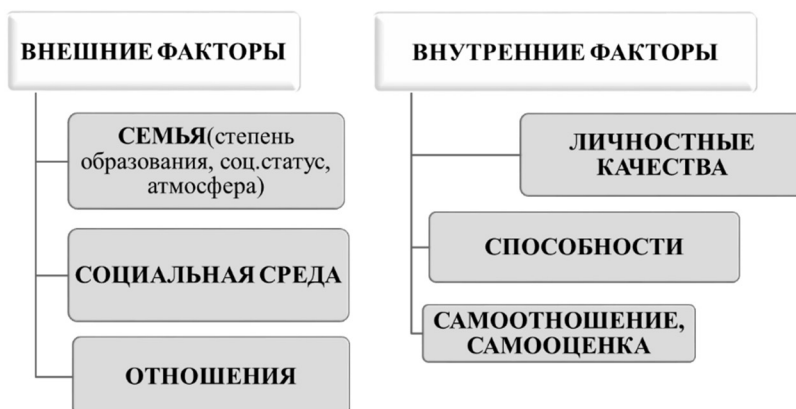 ВНЕШНИЕ ФАКТОРЫ
СЕМЬЯ(степень
образования, соц.статус,
атмосфера)
СОЦИАЛЬНАЯ СРЕДА
ОТНОШЕНИЯ
ВНУТРЕННИЕ ФАКТОРЫ
ЛИЧНОСТНЫЕ
КАЧЕСТВА
СПОСОБНОСТИ
САМООТНОШЕНИЕ,
САМООЦЕНКА